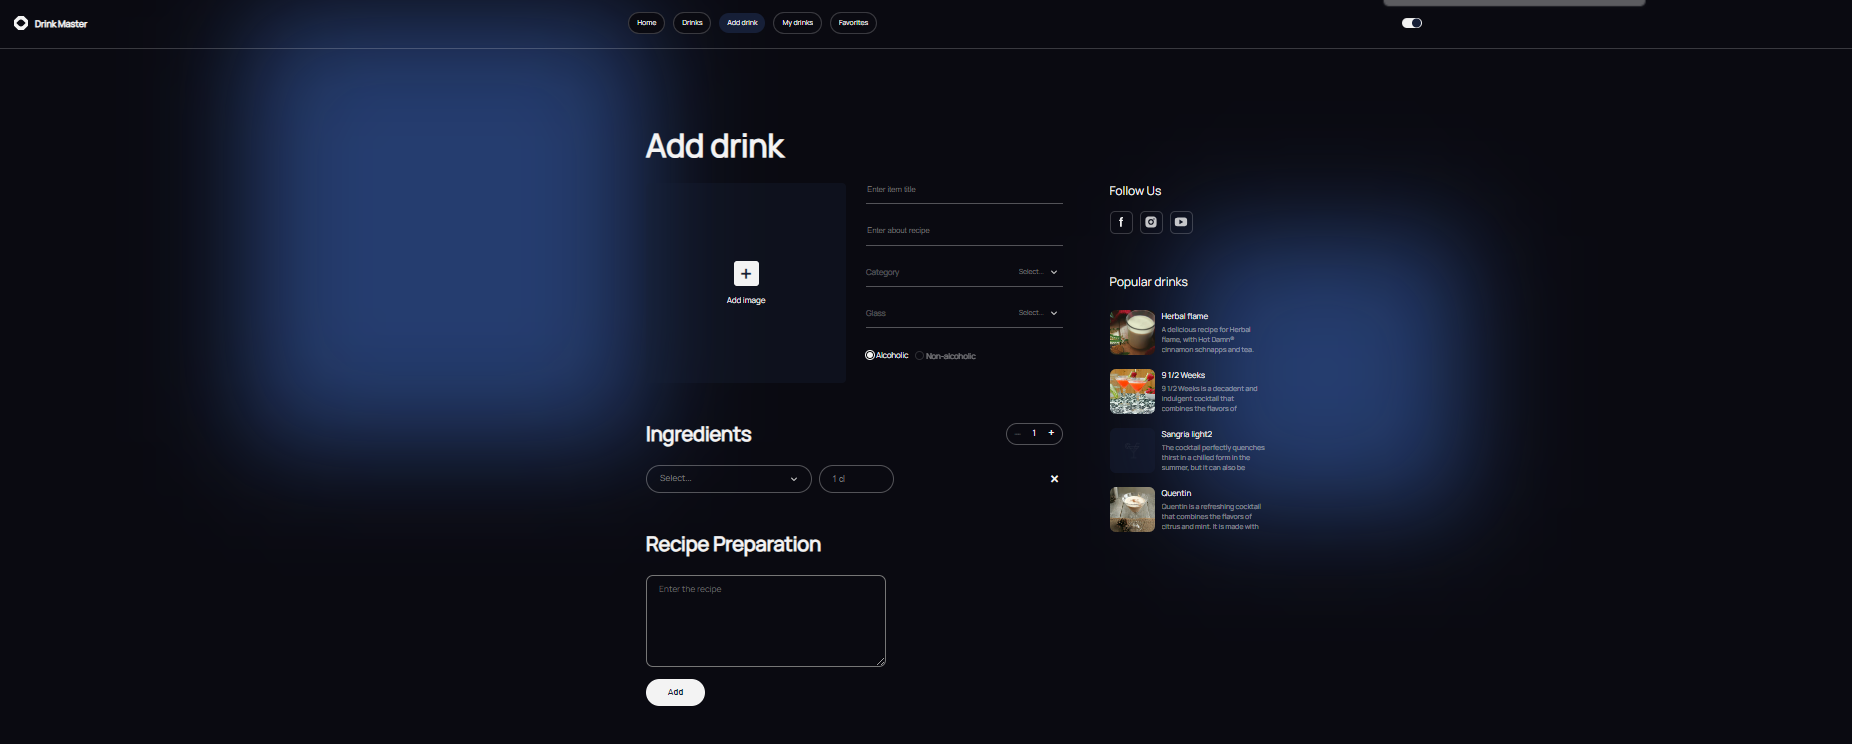 Drink Master
Home
Drinks
Add drink
My drinks
Favorites
Add drink
Add image
Enter item title
Enter about recipe
Category
Select...
Glass
Select...
Alcoholic
Non-alcoholic
Ingredients
1
Select...
1 cl
Recipe Preparation
Enter the recipe
Add
Follow Us
Popular drinks
Herbal flame
A delicious recipe for Herbal
flame, with Hot Damn®
cinnamon schnapps and tea.
9 1/2 Weeks
9 1/2 Weeks is a decadent and
indulgent cocktail that
combines the flavors of
Sangria light2
The cocktail perfectly quenches
thirst in a chilled form in the
summer, but it can also be
Quentin
Quentin is a refreshing cocktail
that combines the flavors of
citrus and mint. It is made with